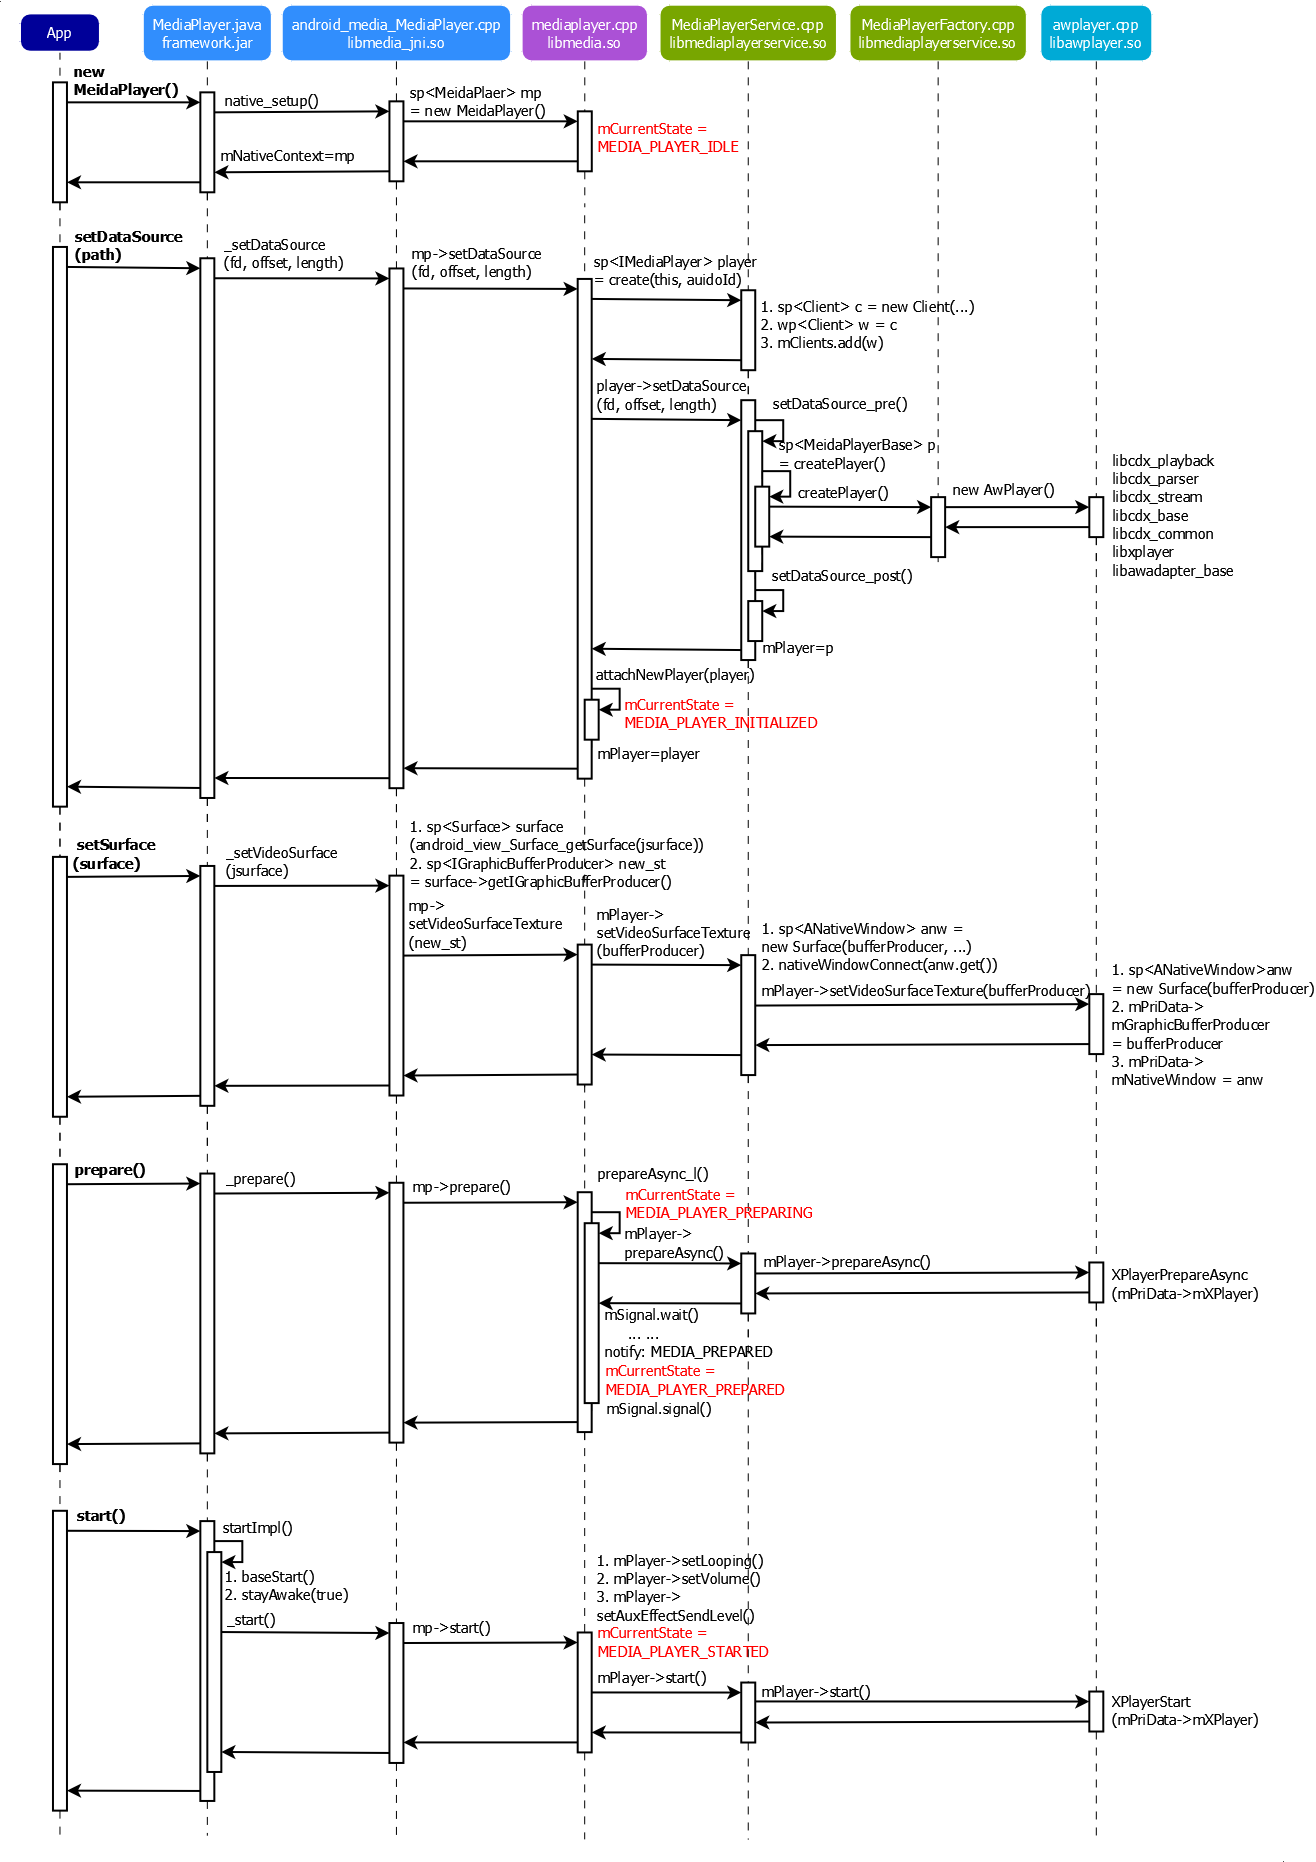 App
MediaPlayer.java
framework.jar
android_media_MediaPlayer.cpp
libmedia_jni.so
mediaplayer.cpp
libmedia.so
MediaPlayerService.cpp
libmediaplayerservice.so
MediaPlayerFactory.cpp
libmediaplayerservice.so
awplayer.cpp
libawplayer.so
new
MeidaPlayer()
native_setup()
sp<MeidaPlaer> mp
= new MeidaPlayer()
mCurrentState =
MEDIA_PLAYER_IDLE
mNativeContext=mp
setDataSource
(path)
_setDataSource
(fd, offset, length)
mp->setDataSource
(fd, offset, length)
sp<IMediaPlayer> player
= create(this, auidoId)
1. sp<Client> c = new Clieht(...)
2. wp<Client> w = c
3. mClients.add(w)
player->setDataSource
(fd, offset, length)
setDataSource_pre()
sp<MeidaPlayerBase> p
= createPlayer()
createPlayer()
new AwPlayer()
libcdx_playback
libcdx_parser
libcdx_stream
libcdx_base
libcdx_common
libxplayer
libawadapter_base
setDataSource_post()
mPlayer=p
attachNewPlayer(player)
mCurrentState =
MEDIA_PLAYER_INITIALIZED
mPlayer=player
setSurface
(surface)
_setVideoSurface
(jsurface)
1. sp<Surface> surface
(android_view_Surface_getSurface(jsurface))
2. sp<IGraphicBufferProducer> new_st
= surface->getIGraphicBufferProducer()
mp->
setVideoSurfaceTexture
(new_st)
mPlayer->
setVideoSurfaceTexture
(bufferProducer)
1. sp<ANativeWindow> anw =
new Surface(bufferProducer, ...)
2. nativeWindowConnect(anw.get())
mPlayer->setVideoSurfaceTexture(bufferProducer)
1. sp<ANativeWindow>anw
= new Surface(bufferProducer)
2. mPriData->
mGraphicBufferProducer
= bufferProducer
3. mPriData->
mNativeWindow = anw
prepare()
_prepare()
mp->prepare()
prepareAsync_l()
mCurrentState =
MEDIA_PLAYER_PREPARING
mPlayer->
prepareAsync()
mPlayer->prepareAsync()
XPlayerPrepareAsync
(mPriData->mXPlayer)
mSignal.wait()
... ...
notify: MEDIA_PREPARED
mCurrentState =
MEDIA_PLAYER_PREPARED
mSignal.signal()
start()
startImpl()
1. baseStart()
2. stayAwake(true)
_start()
mp->start()
1. mPlayer->setLooping()
2. mPlayer->setVolume()
3. mPlayer->
setAuxEffectSendLevel()
mCurrentState =
MEDIA_PLAYER_STARTED
mPlayer->start()
mPlayer->start()
XPlayerStart
(mPriData->mXPlayer)